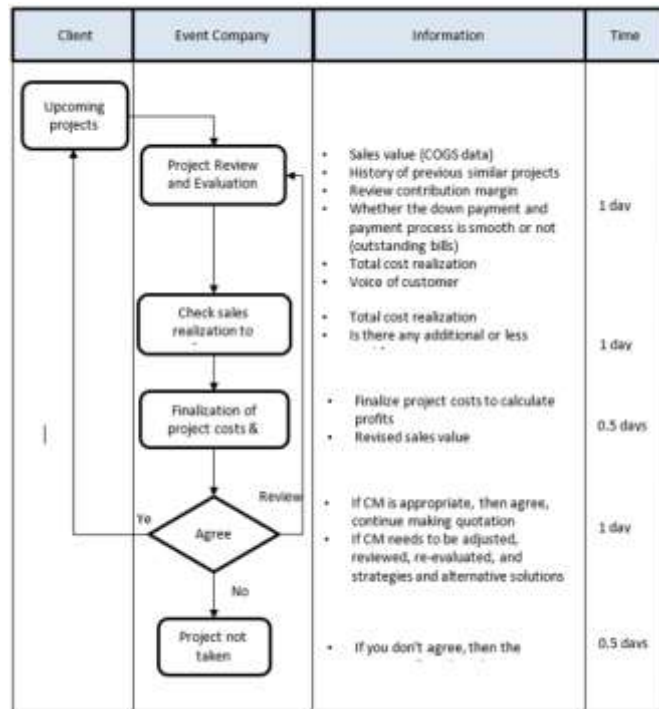 Client
Event Company
Information
Time
Upcoming
projects
Project Review
and Evaluation
• Sales value (COGS data)
• History of previous similar projects
• Review contribution margin
• Whether the down payment and
payment process is smooth or not
(outstanding bills)
• Total cost realization
• Voice of customer
1 day
Check sales
realization to
• Total cost realization
• Is there any additional or less
1 day
Finalization of
project costs &
• Finalize project costs to calculate
profits
• Revised sales value
0.5 days
Review
Ye
Agree
No
• If CM is appropriate, then agree,
continue making quotation
• If CM needs to be adjusted,
reviewed, re-evaluated, and
strategies and alternative solutions
1 day
Project not
taken
• If you don't agree, then the
0.5 days